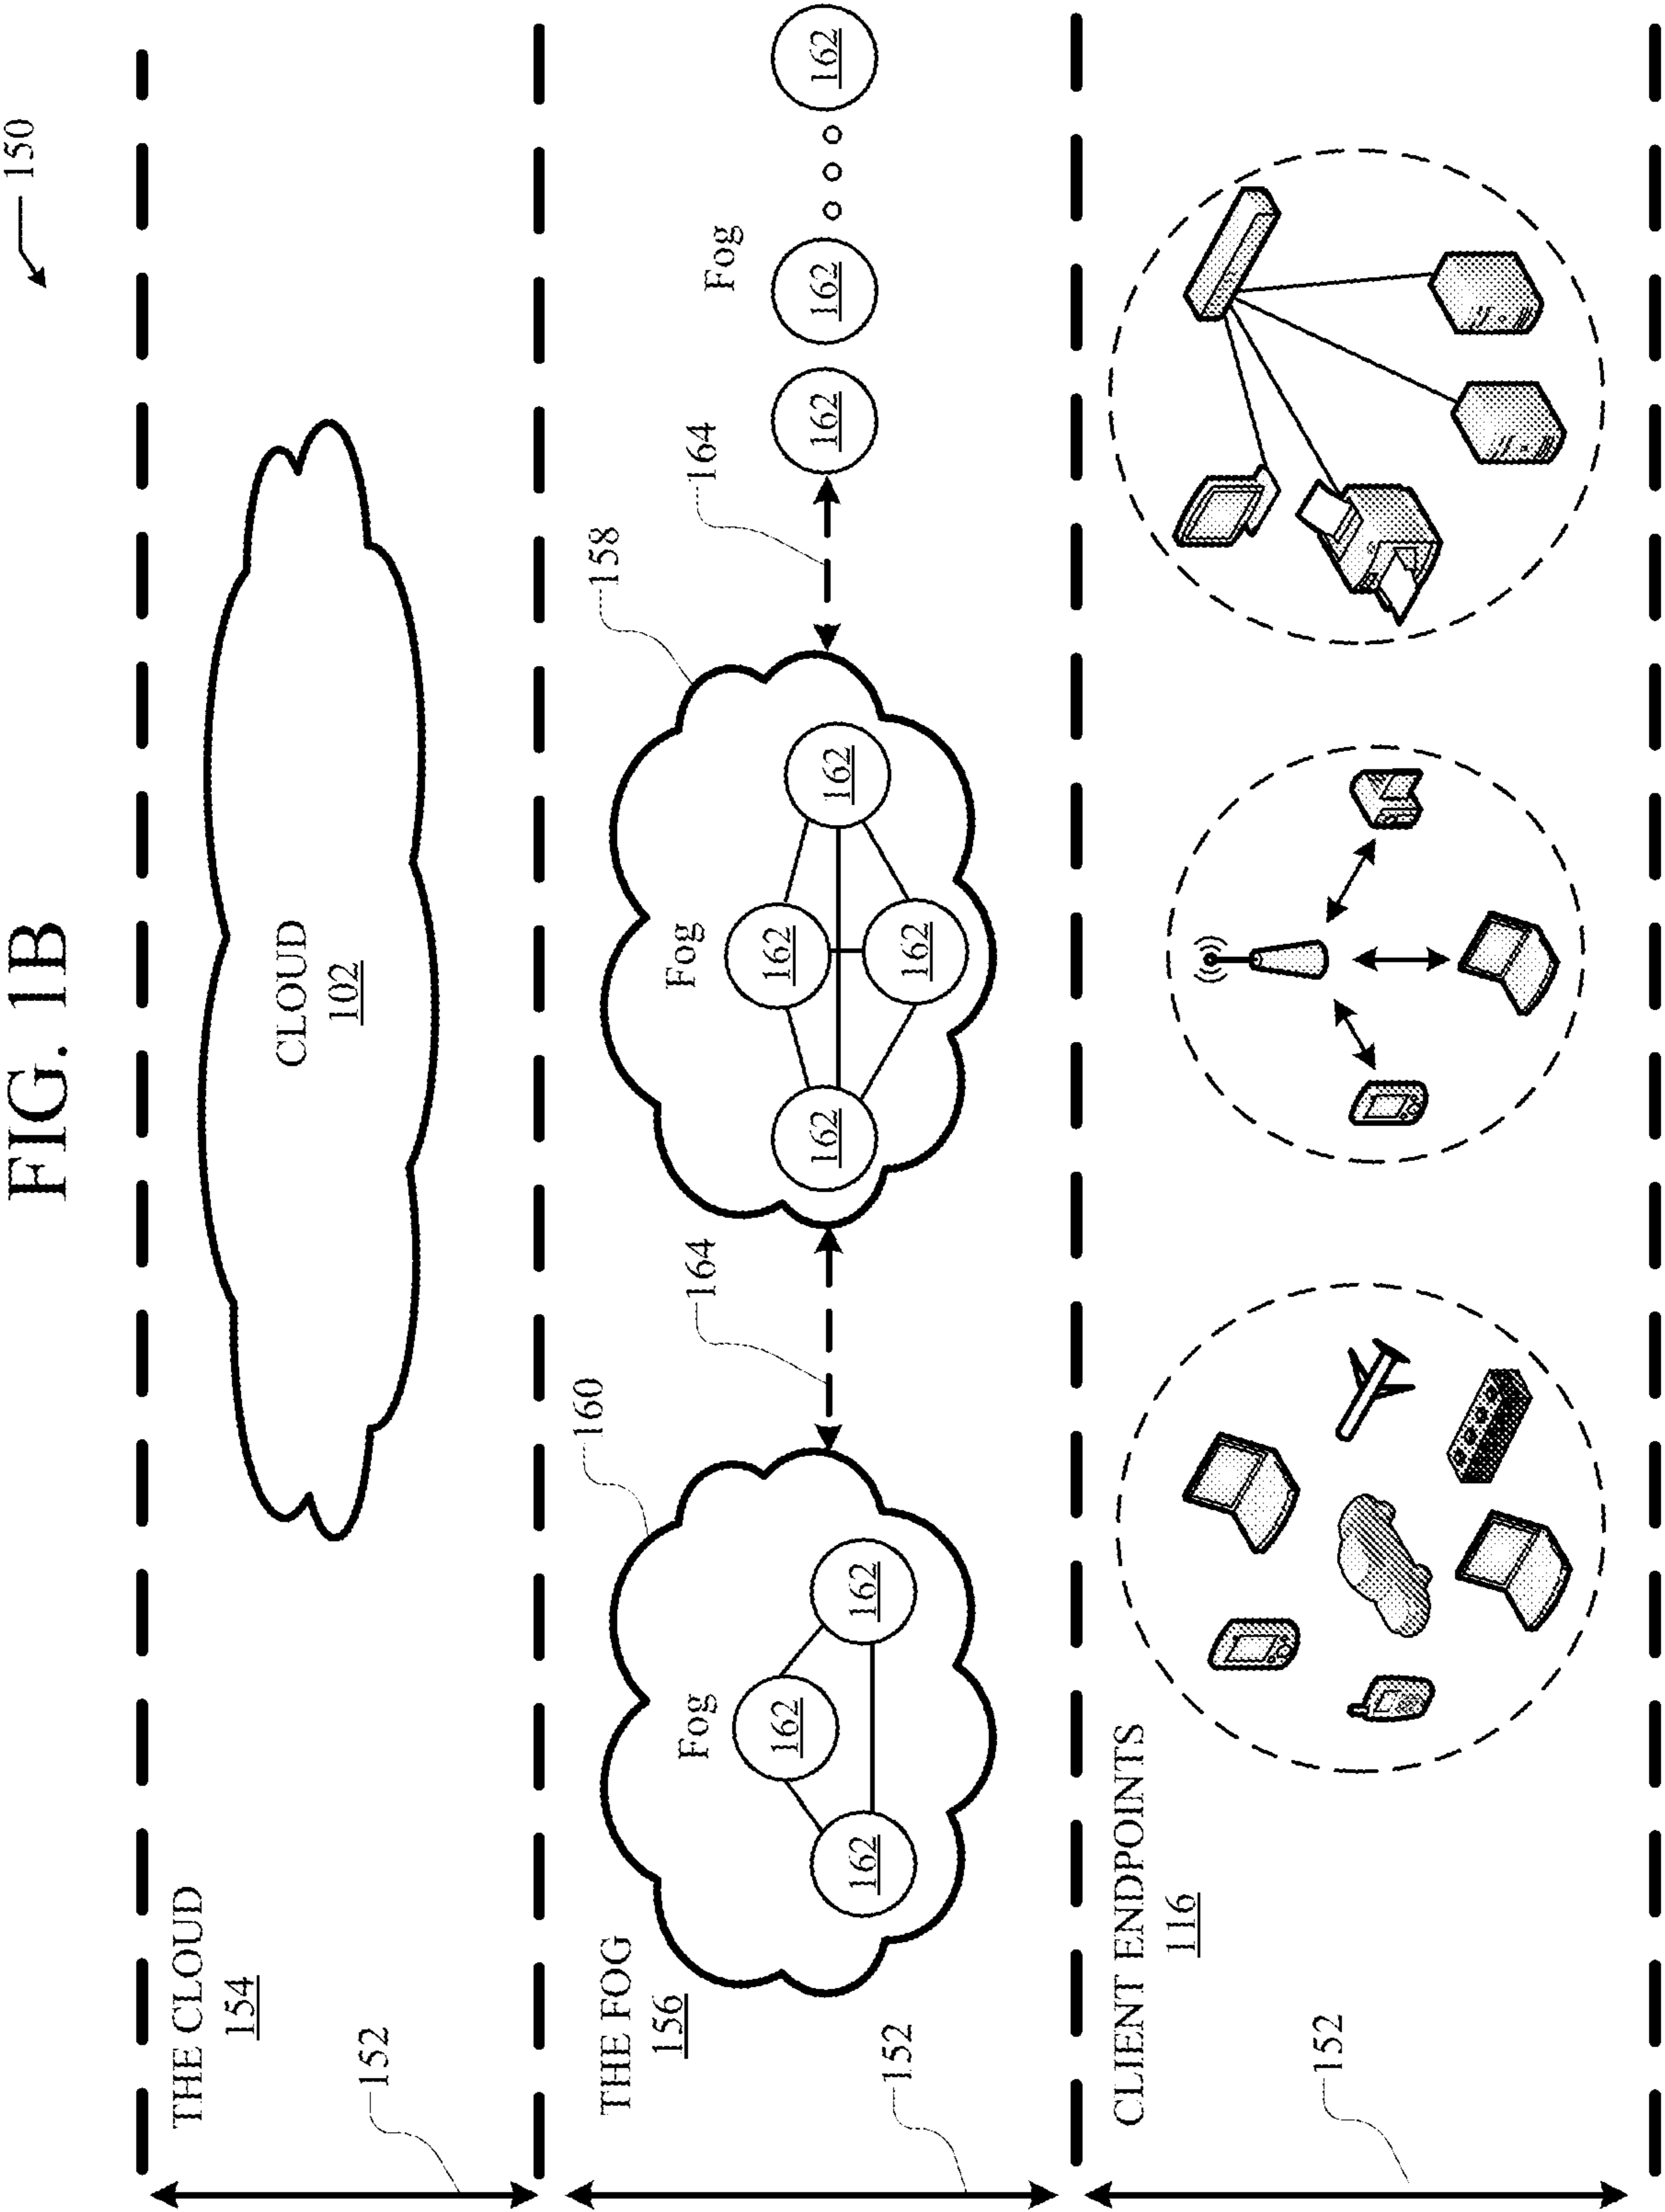 FIG. 1B
150
THE CLOUD
154
CLOUD
102
152
THE FOG
156
160
158
164
164
Fog
Fog
Fog
162
162
162
162
162
162
162
162
162
162
152
CLIENT ENDPOINTS
116
152